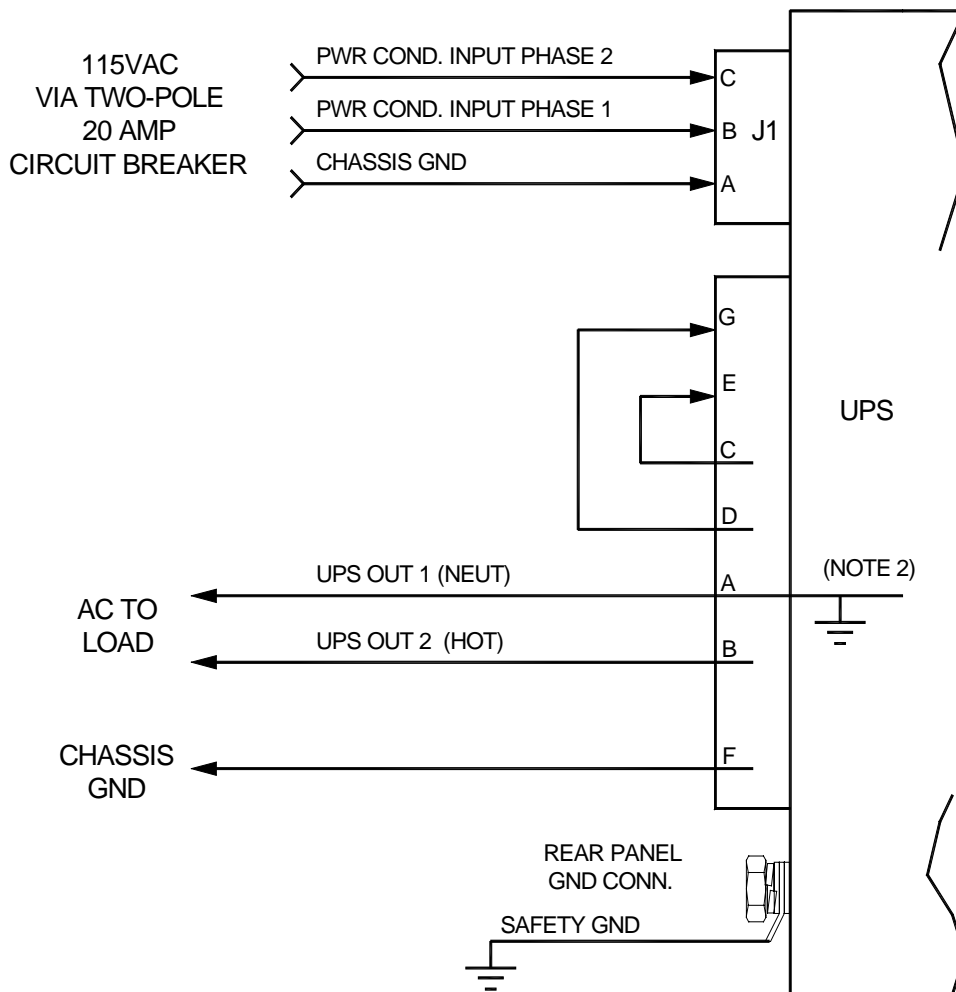 115VAC
VIA TWO-POLE
20 AMP
CIRCUIT BREAKER
PWR COND. INPUT PHASE 2
C
PWR COND. INPUT PHASE 1
B
J1
CHASSIS GND
A
G
E
C
D
UPS
UPS OUT 1 (NEUT)
A
(NOTE 2)
AC TO
LOAD
UPS OUT 2 (HOT)
B
CHASSIS
GND
F
REAR PANEL
GND CONN.
SAFETY GND